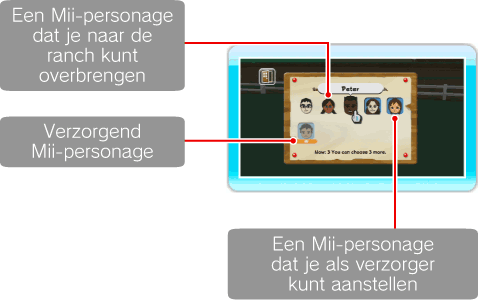 Een Mii-personage
dat je naar de
ranch kunt
overbrengen
Peter
Verzorgend
Mii-personage
Now: 3 You can choose 3 more.
Een Mii-personage
dat je als verzorger
kunt aanstellen